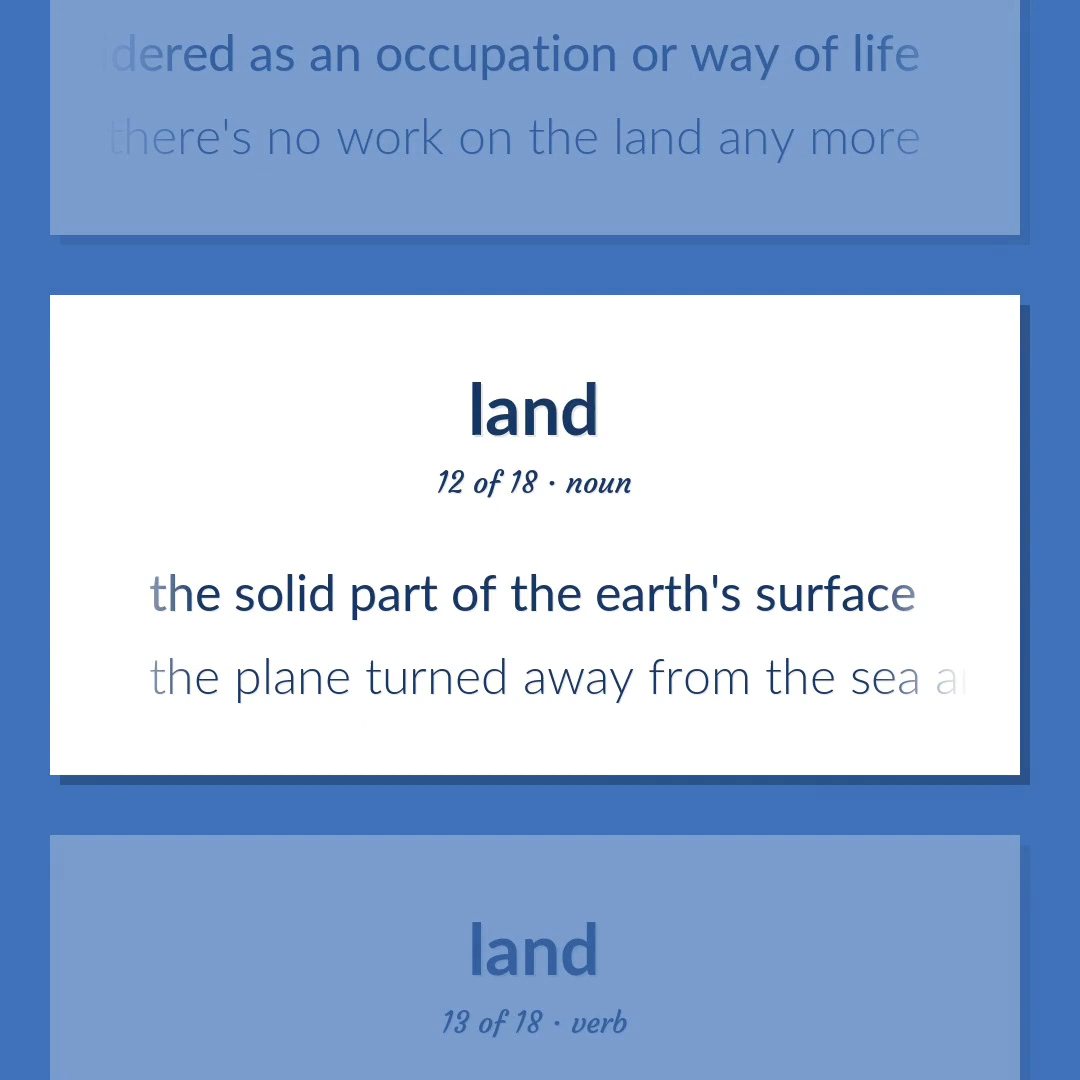 as an occupation or way of life
there's no work on the land any more
land
12 of 18 · noun
the solid part of the earth's surface
the plane turned away from the sea
land
13 of 18 · verb